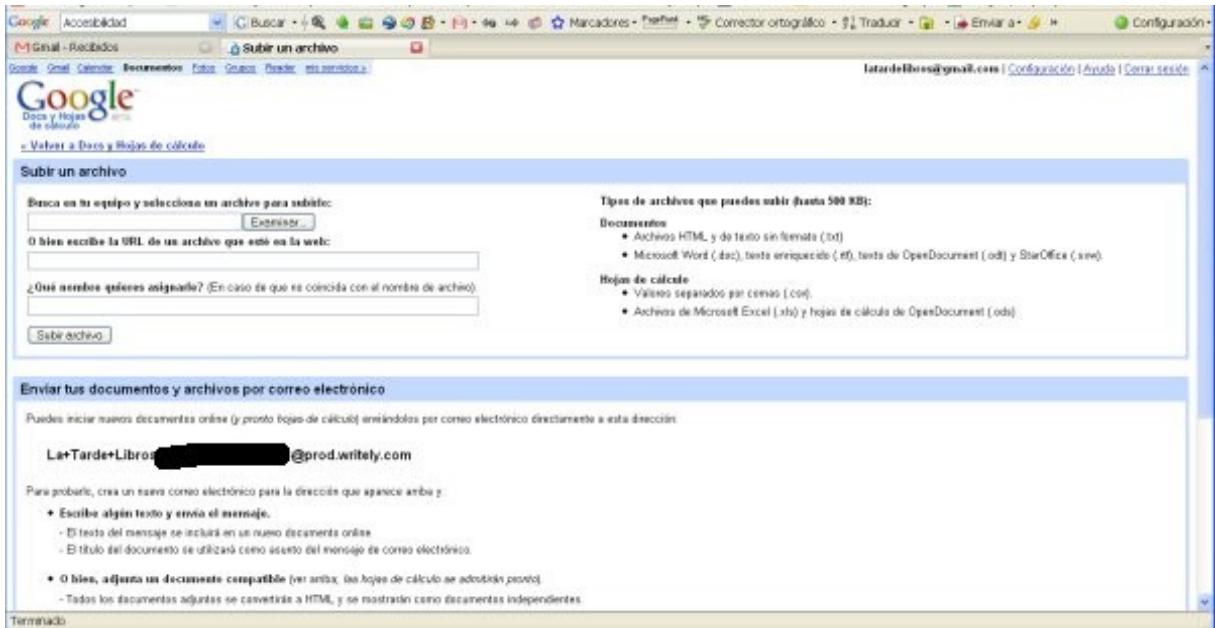 Google Accesibilidad Buscar Marcadores PageRank Corrector ortográfico Traducir Enviar a Configuración
Gmail - Recibidos Subir un archivo
Google Gmail Calendar Documentos Fotos Grupos Reader mis servicios » latardelibros@gmail.com | Configuración | Ayuda | Cerrar sesión
Google
Docs y Hojas
de cálculo
« Volver a Docs y Hojas de cálculo
Subir un archivo
Busca en tu equipo y selecciona un archivo para subirlo:
Examinar...
O bien escribe la URL de un archivo que esté en la web:
¿Qué nombre quieres asignarle? (En caso de que no coincida con el nombre de archivo).
Subir archivo
Tipos de archivos que puedes subir (hasta 500 KB):
Documentos
• Archivos HTML y de texto sin formato (.txt)
• Microsoft Word (.doc), texto enriquecido (.rtf), texto de OpenDocument (.odt) y StarOffice (.sxw).
Hojas de cálculo
• Valores separados por comas (.csv).
• Archivos de Microsoft Excel (.xls) y hojas de cálculo de OpenDocument (.ods)
Enviar tus documentos y archivos por correo electrónico
Puedes iniciar nuevos documentos online (y pronto hojas de cálculo) enviándolos por correo electrónico directamente a esta dirección:
La+Tarde+Libros @prod.writely.com
Para probarlo, crea un nuevo correo electrónico para la dirección que aparece arriba y:
• Escribe algún texto y envía el mensaje.
- El texto del mensaje se incluirá en un nuevo documento online
- El título del documento se utilizará como asunto del mensaje de correo electrónico.
• O bien, adjunta un documento compatible (ver arriba; las hojas de cálculo se admitirán pronto).
- Todos los documentos adjuntos se convertirán a HTML y se mostrarán como documentos independientes
Terminado